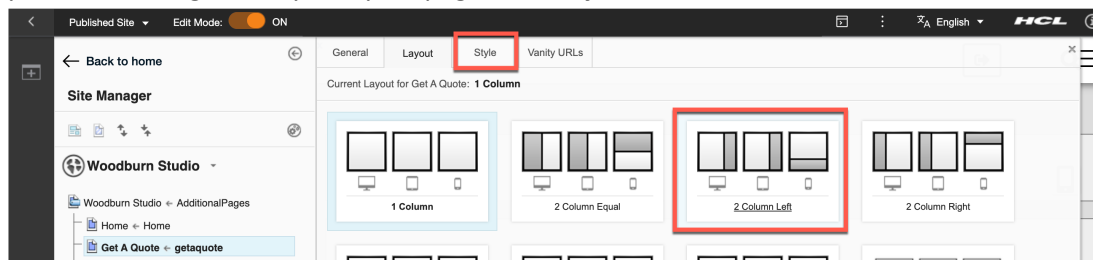 Published Site Edit Mode: ON English HCL
Back to home
Site Manager
Woodburn Studio
Woodburn Studio ← AdditionalPages
Home ← Home
Get A Quote ← getaquote
General Layout Style Vanity URLs
Current Layout for Get A Quote: 1 Column
1 Column 2 Column Equal 2 Column Left 2 Column Right